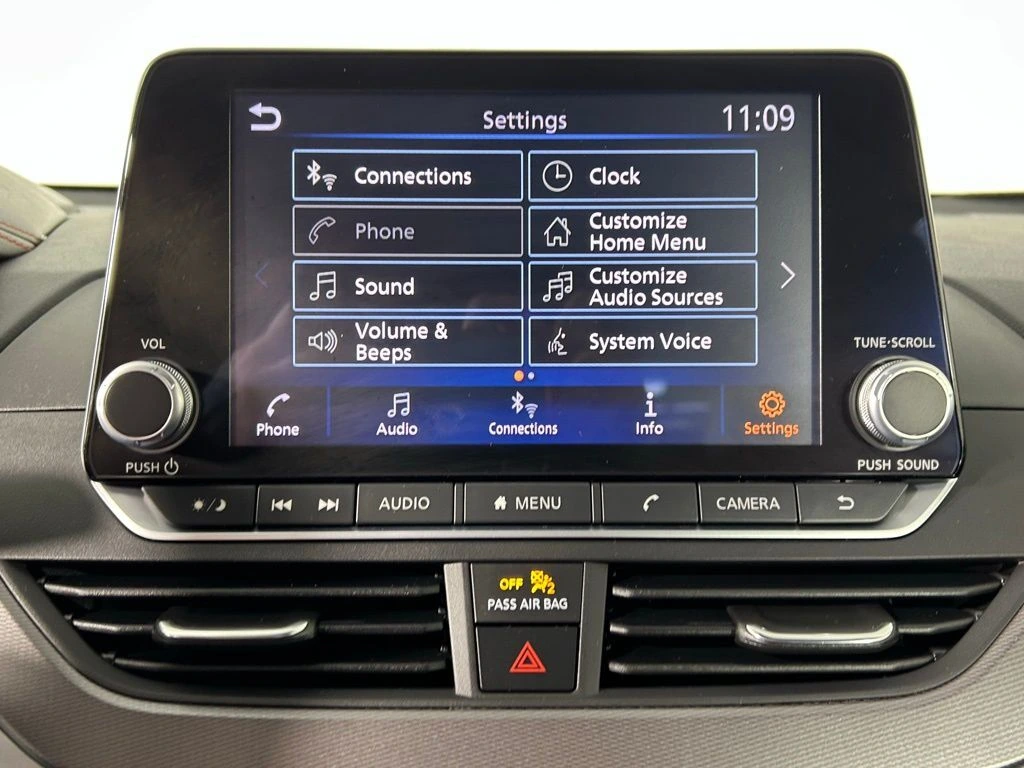 Settings
11:09
Connections
Clock
Phone
Customize
Home Menu
Sound
Customize
Audio Sources
Volume &
Beeps
System Voice
VOL
TUNE·SCROLL
Phone
Audio
Connections
Info
Settings
PUSH
PUSH SOUND
AUDIO
MENU
CAMERA
OFF 2
PASS AIR BAG